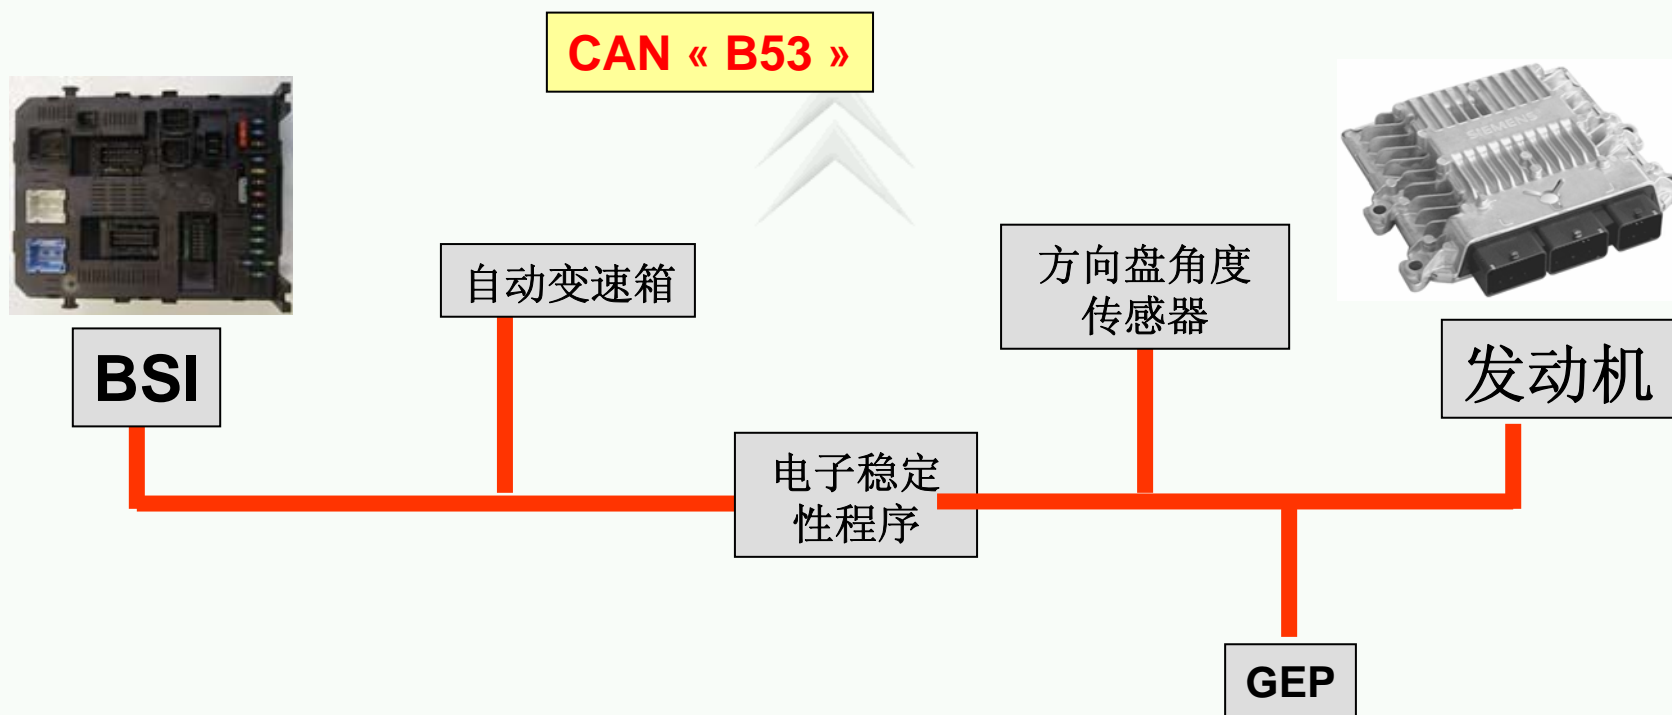 CAN « B53 »
SIEMENS
自动变速箱
方向盘角度
传感器
BSI
发动机
电子稳定
性程序
GEP